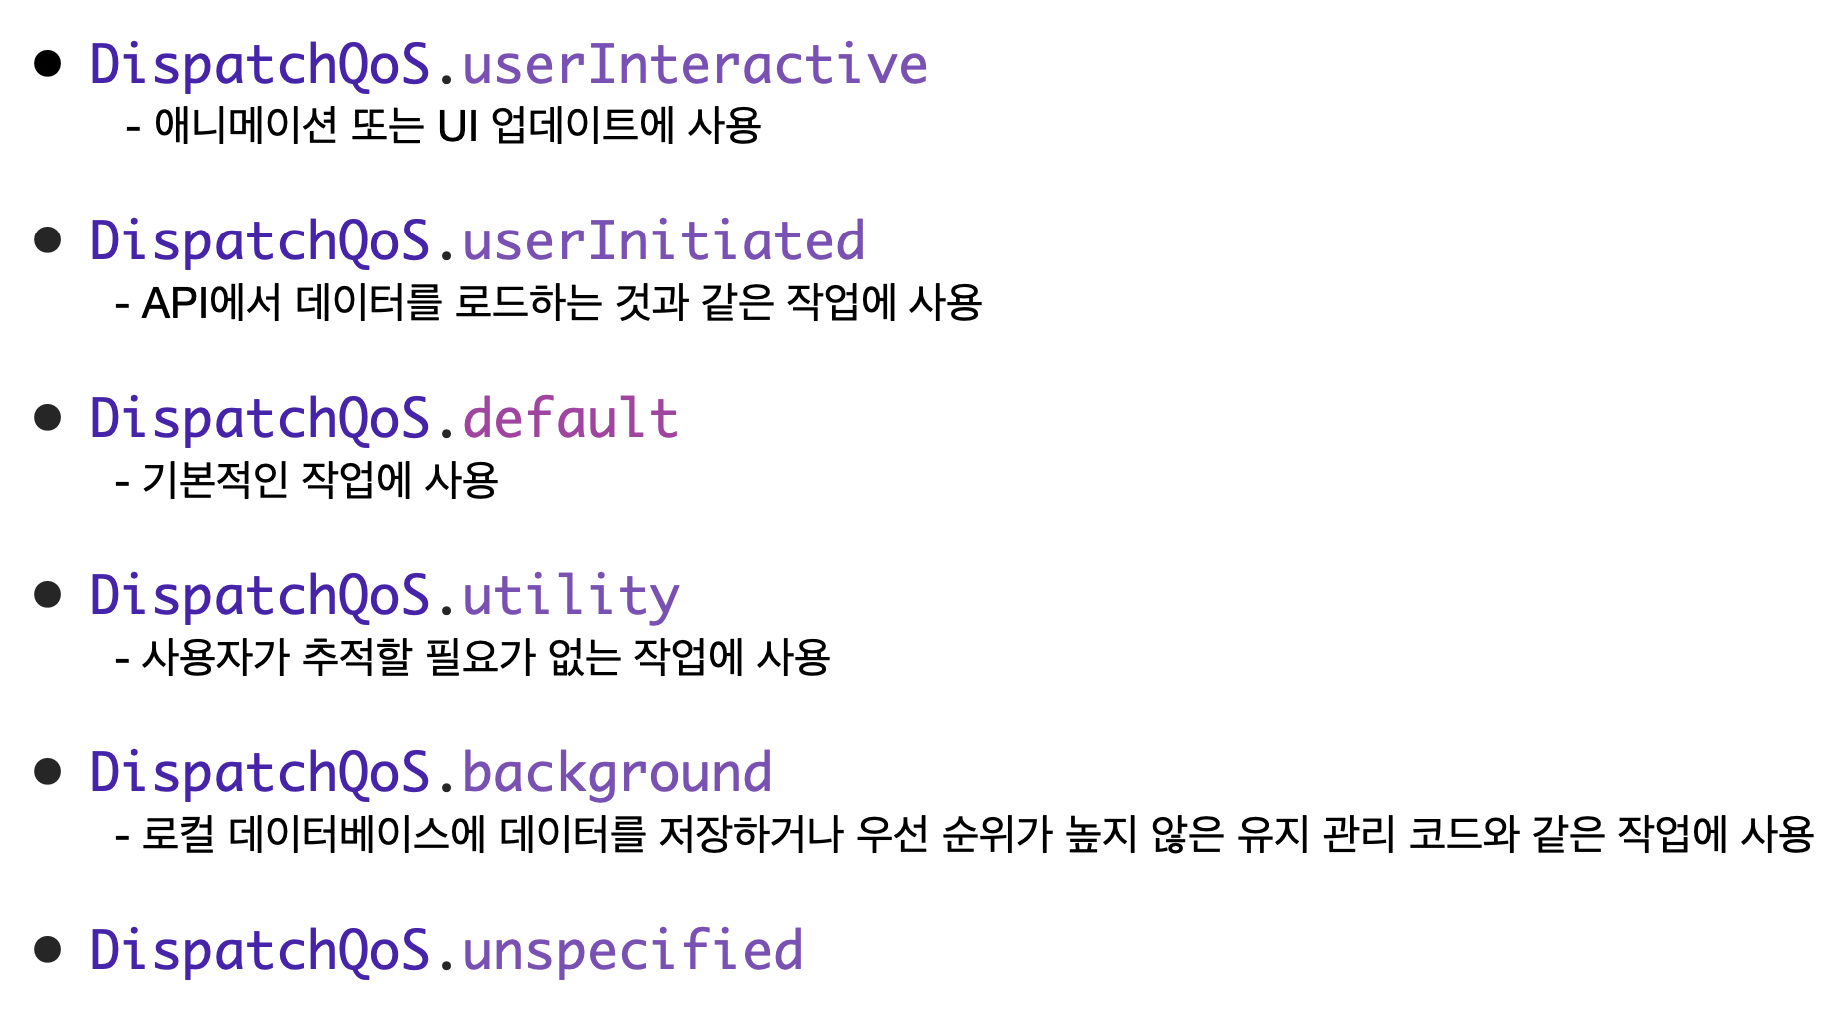 ● DispatchQoS.userInteractive
- 애니메이션 또는 UI 업데이트에 사용
● DispatchQoS.userInitiated
- API에서 데이터를 로드하는 것과 같은 작업에 사용
● DispatchQoS.default
- 기본적인 작업에 사용
● DispatchQoS.utility
- 사용자가 추적할 필요가 없는 작업에 사용
● DispatchQoS.background
- 로컬 데이터베이스에 데이터를 저장하거나 우선 순위가 높지 않은 유지 관리 코드와 같은 작업에 사용
● DispatchQoS.unspecified